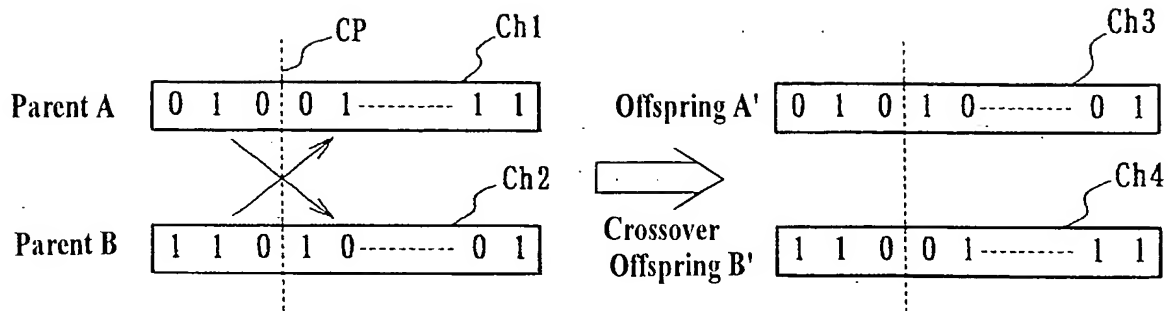 CP
Ch1
Ch3
Parent A 0 1 0 0 1 --------- 1 1
Offspring A' 0 1 0 1 0 --------- 0 1
Ch2
Ch4
Parent B 1 1 0 1 0 --------- 0 1
Crossover
Offspring B' 1 1 0 0 1 --------- 1 1